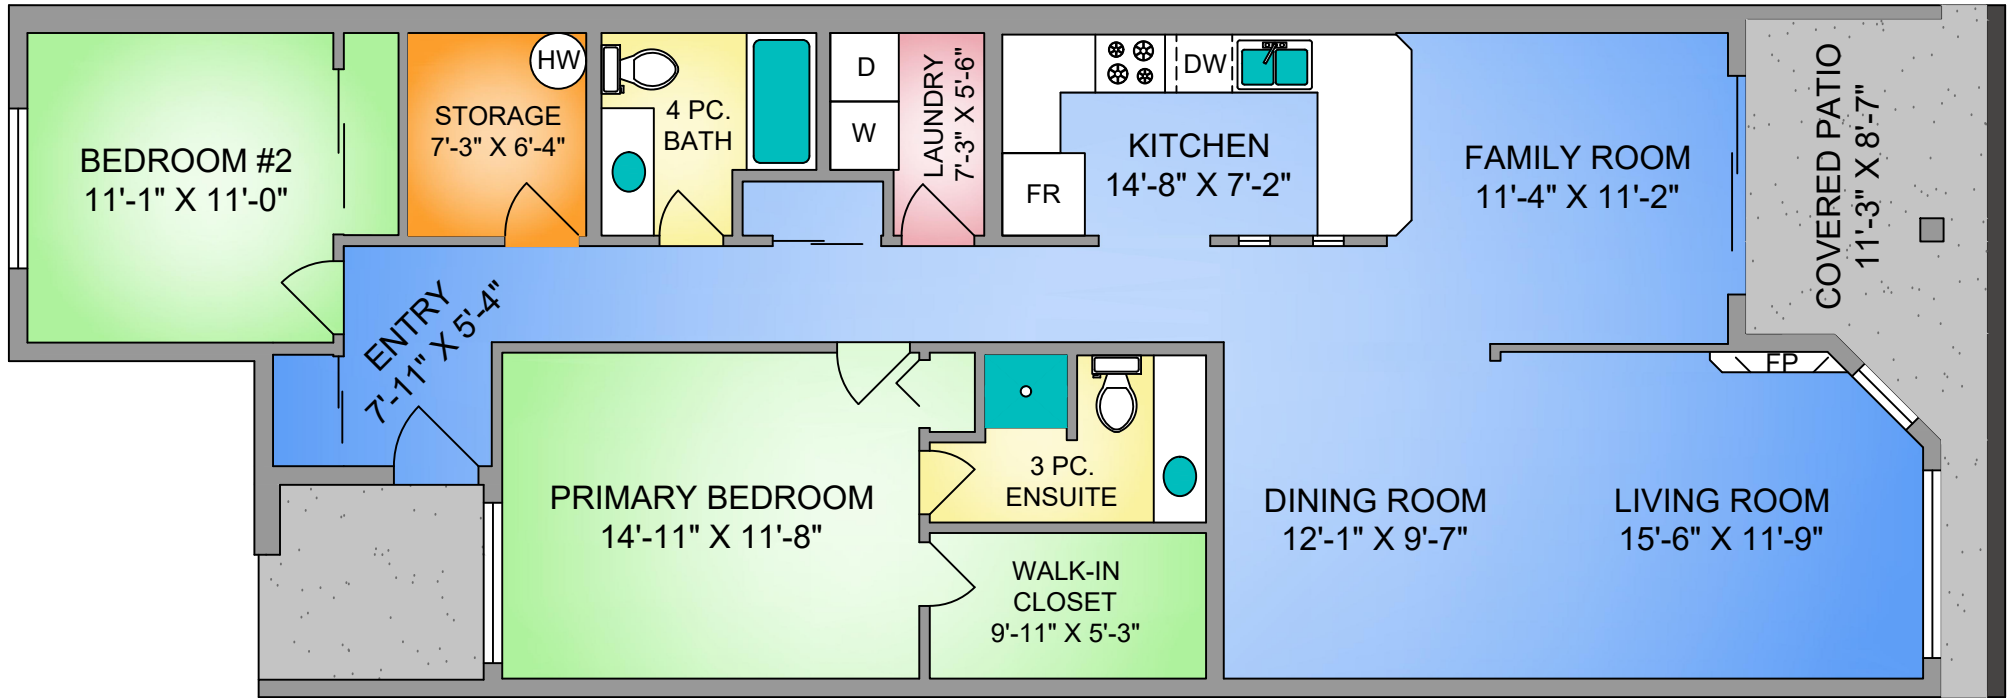 BEDROOM #2
11'-1" X 11'-0"
STORAGE
7'-3" X 6'-4"
HW
4 PC.
BATH
D
W
LAUNDRY
7'-3" X 5'-6"
FR
KITCHEN
14'-8" X 7'-2"
DW
FAMILY ROOM
11'-4" X 11'-2"
COVERED PATIO
11'-3" X 8'-7"
ENTRY
7'-11" X 5'-4"
PRIMARY BEDROOM
14'-11" X 11'-8"
3 PC.
ENSUITE
WALK-IN
CLOSET
9'-11" X 5'-3"
DINING ROOM
12'-1" X 9'-7"
FP
LIVING ROOM
15'-6" X 11'-9"